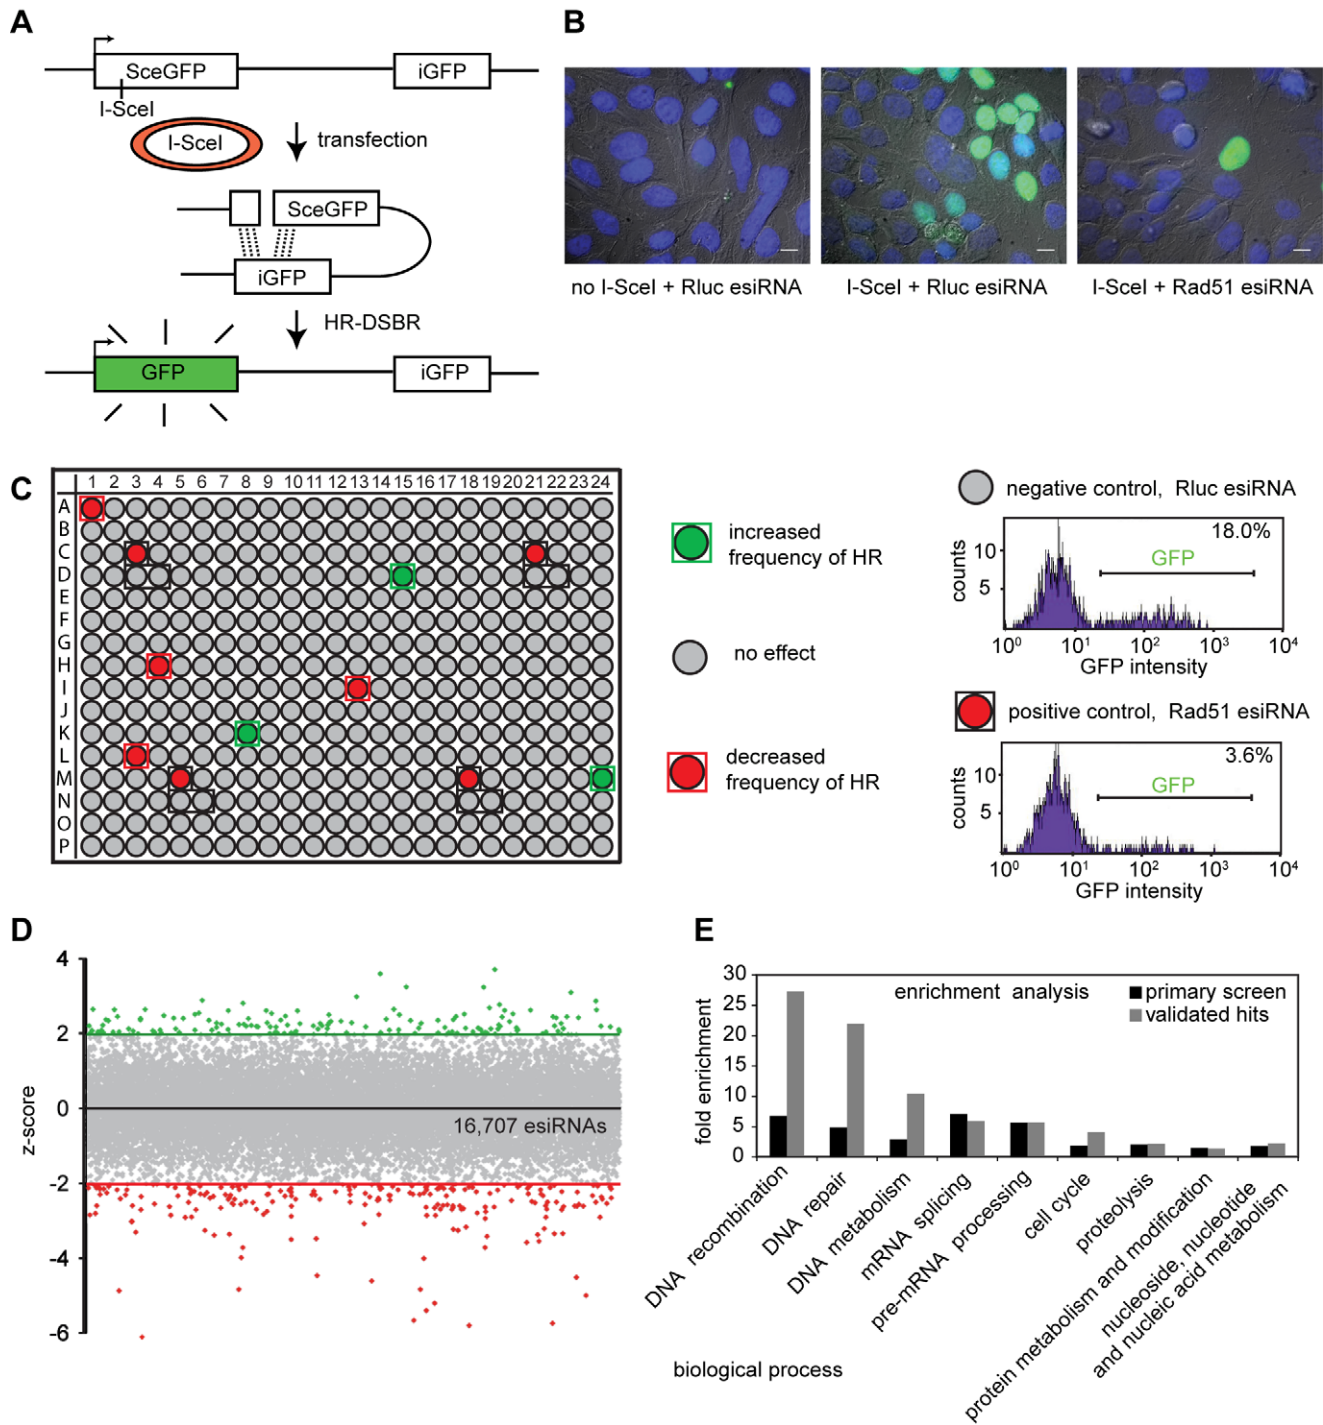 A
SceGFP
iGFP
I-SceI
I-SceI
transfection
SceGFP
iGFP
HR-DSBR
GFP
iGFP
B
no I-SceI + Rluc esiRNA
I-SceI + Rluc esiRNA
I-SceI + Rad51 esiRNA
C
1 2 3 4 5 6 7 8 9 10 11 12 13 14 15 16 17 18 19 20 21 22 23 24
A
B
C
D
E
F
G
H
I
J
K
L
M
N
O
P
increased
frequency of HR
no effect
decreased
frequency of HR
negative control, Rluc esiRNA
18.0%
GFP
counts
10
5
10⁰ 10¹ 10² 10³ 10⁴
GFP intensity
positive control, Rad51 esiRNA
3.6%
GFP
counts
10
5
10⁰ 10¹ 10² 10³ 10⁴
GFP intensity
D
4
2
0
-2
-4
-6
z-score
16,707 esiRNAs
E
enrichment analysis
primary screen
validated hits
fold enrichment
30
25
20
15
10
5
0
DNA recombination
DNA repair
DNA metabolism
mRNA splicing
pre-mRNA processing
cell cycle
proteolysis
protein metabolism and modification
nucleoside, nucleotide
and nucleic acid metabolism
biological process